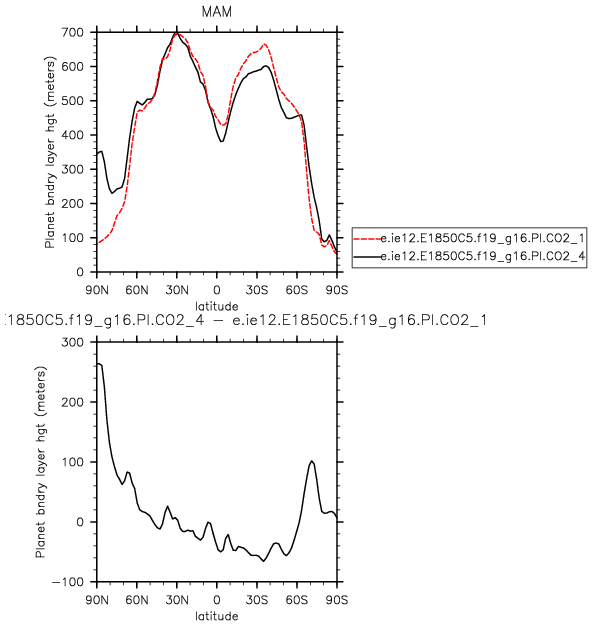 MAM
700
600
500
400
300
200
100
0
Planet bndry layer hgt (meters)
90N 60N 30N 0 30S 60S 90S
latitude
e.ie12.E1850C5.f19_g16.PI.CO2_1
e.ie12.E1850C5.f19_g16.PI.CO2_4
.1850C5.f19_g16.PI.CO2_4 − e.ie12.E1850C5.f19_g16.PI.CO2_1
300
200
100
0
−100
Planet bndry layer hgt (meters)
90N 60N 30N 0 30S 60S 90S
latitude